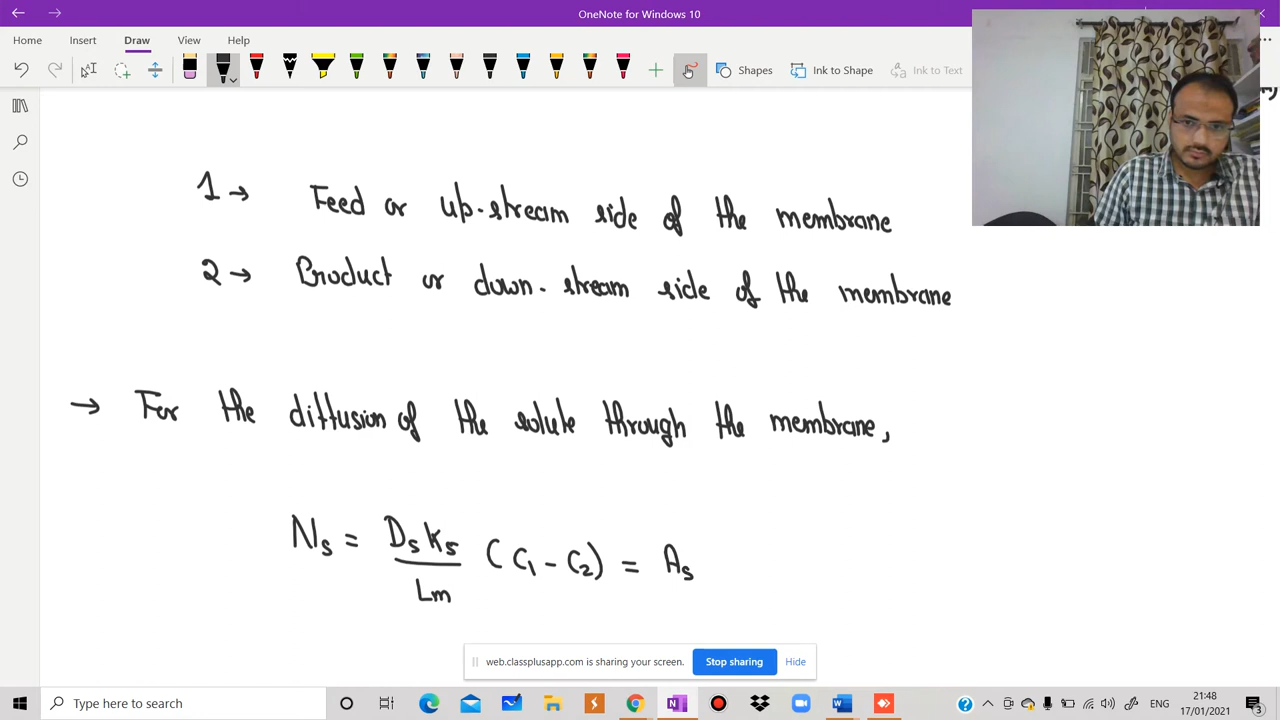 OneNote for Windows 10
Home Insert Draw View Help
Shapes Ink to Shape Ink to Text
1 → Feed or up-stream side of the membrane
2 → Product or down-stream side of the membrane
→ For the diffusion of the solute through the membrane,
Ns = Ds Ks / Lm (C1 - C2) = As
web.classplusapp.com is sharing your screen. Stop sharing Hide
Type here to search
ENG
21:48
17/01/2021
3